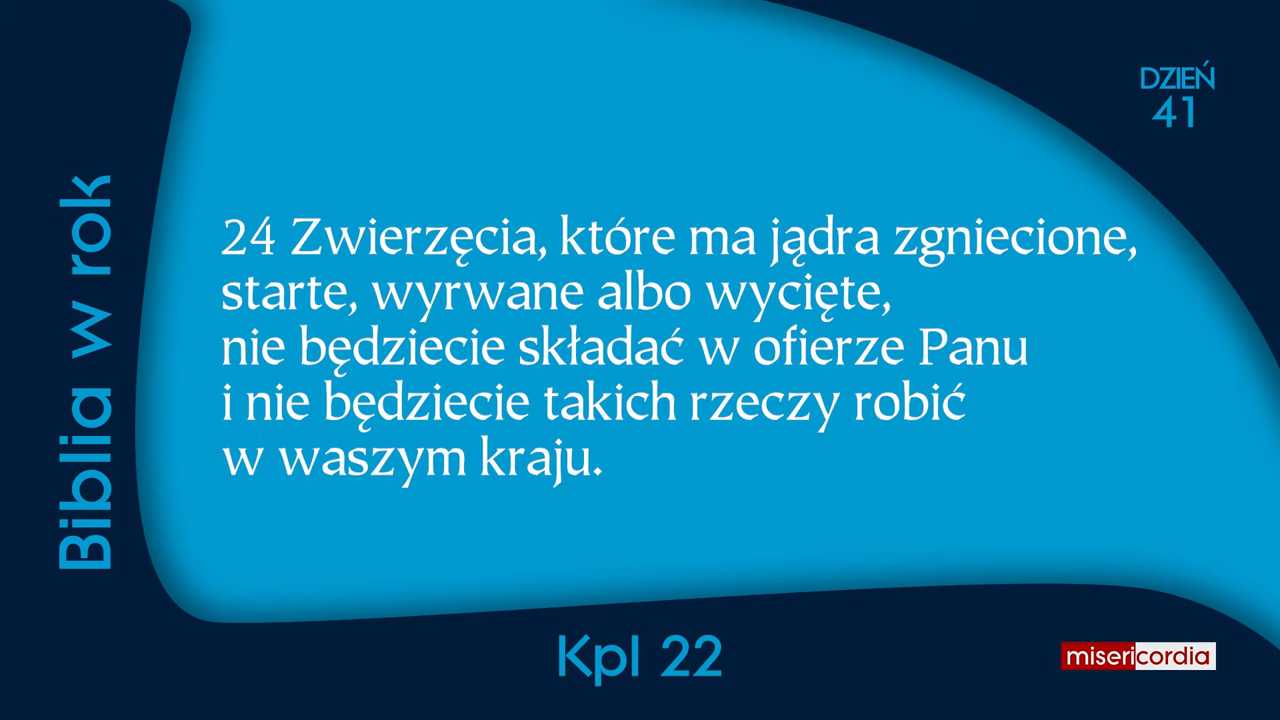 DZIEŃ
41
Biblia w rok
24 Zwierzęcia, które ma jądra zgniecione,
starte, wyrwane albo wycięte,
nie będziecie składać w ofierze Panu
i nie będziecie takich rzeczy robić
w waszym kraju.
Kpl 22
misericordia